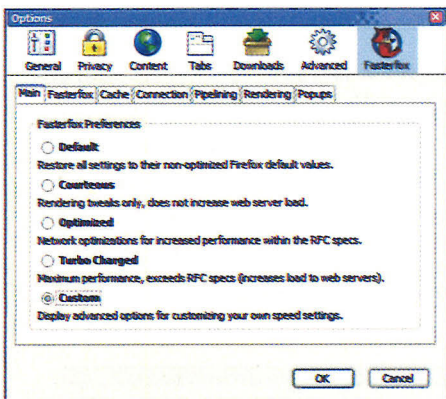 Options
General Privacy Content Tabs Downloads Advanced Fasterfox
Main Fasterfox Cache Connection Pipelining Rendering Popups
Fasterfox Preferences
Default
Restore all settings to their non-optimized Firefox default values.
Courteous
Rendering tweaks only, does not increase web server load.
Optimized
Network optimizations for increased performance within the RFC specs.
Turbo Charged
Maximum performance, exceeds RFC specs (increases load to web servers).
Custom
Display advanced options for customizing your own speed settings.
OK Cancel